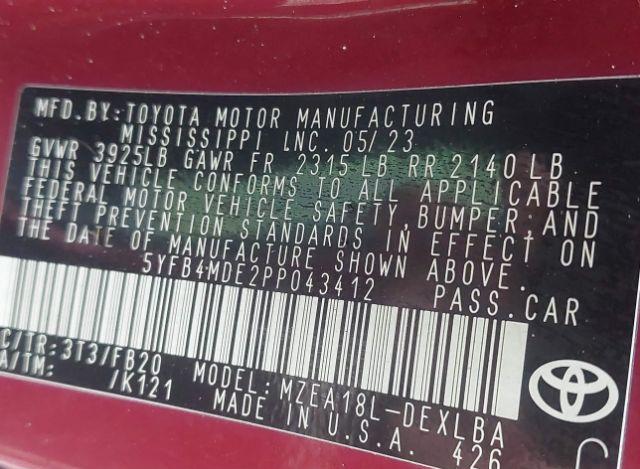 MFD. BY: TOYOTA MOTOR MANUFACTURING
MISSISSIPPI INC. 05/23
GVWR 3925LB GAWR FR 2315 LB RR 2140 LB
THIS VEHICLE CONFORMS TO ALL APPLICABLE
FEDERAL MOTOR VEHICLE SAFETY, BUMPER, AND
THEFT PREVENTION STANDARDS IN EFFECT ON
THE DATE OF MANUFACTURE SHOWN ABOVE.
5YFB4MDE2PP043412 PASS. CAR
C/TR: 3T3/FB20 MODEL: MZEA18L-DEXLBA
A/TM: /K121 MADE IN U.S.A. 426